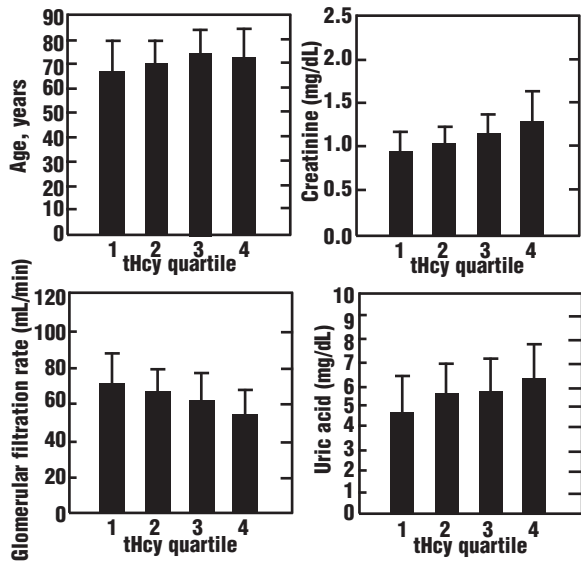 Age, years
90
80
70
60
50
40
30
20
10
0
1 2 3 4
tHcy quartile
Creatinine (mg/dL)
2.5
2.0
1.5
1.0
0.5
0.0
1 2 3 4
tHcy quartile
Glomerular filtration rate (mL/min)
120
100
80
60
40
20
0
1 2 3 4
tHcy quartile
Uric acid (mg/dL)
10
9
8
7
6
5
4
3
2
1
0
1 2 3 4
tHcy quartile